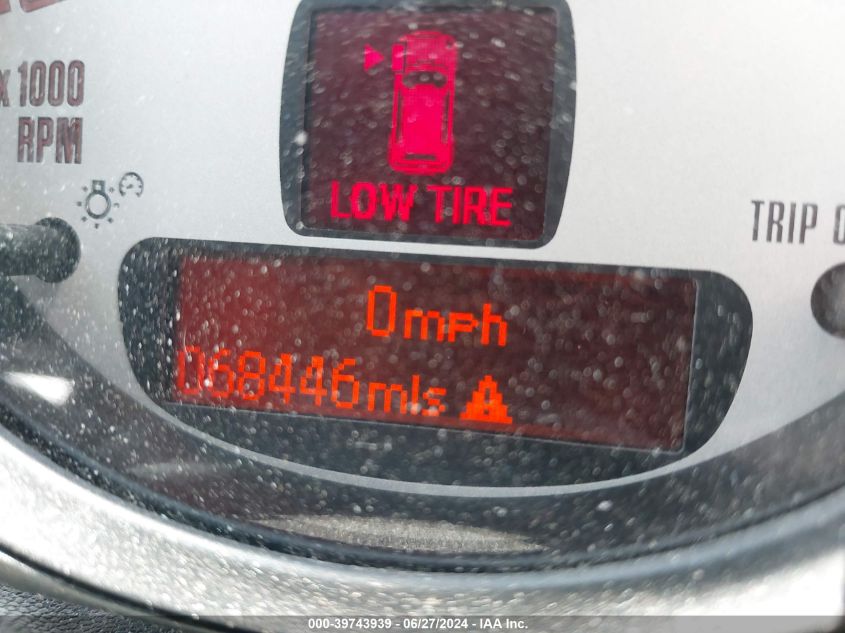 x 1000
RPM
LOW TIRE
TRIP
0mph
068446mls
000-39743939 - 06/27/2024 - IAA Inc.